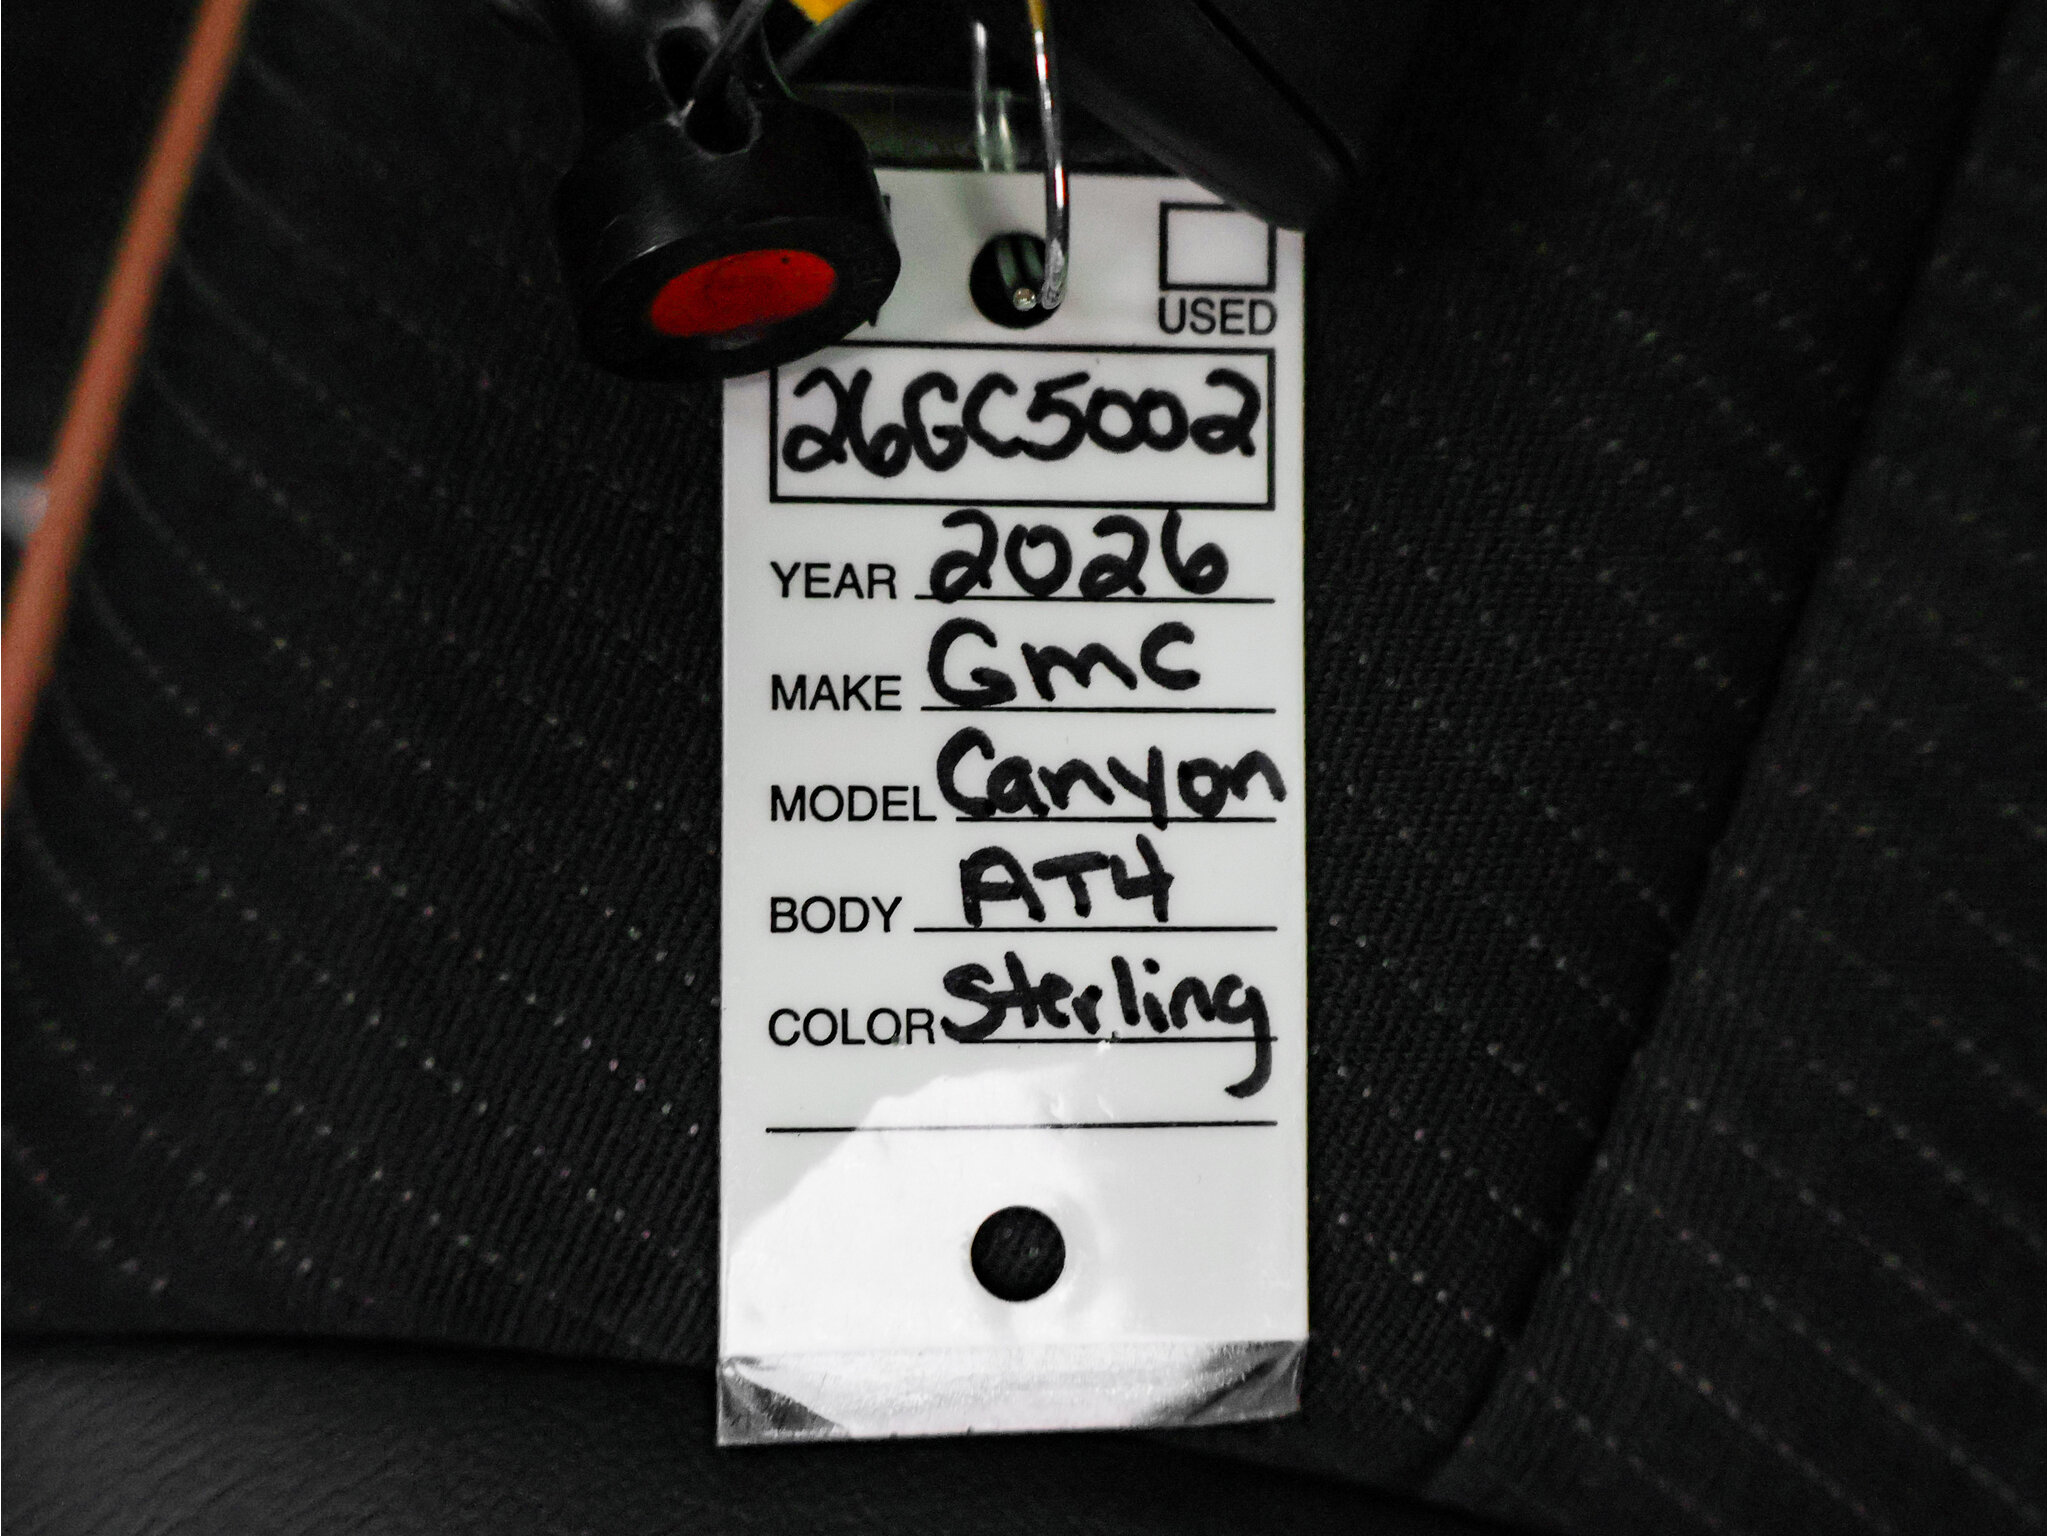 USED
26GC5002
YEAR 2026
MAKE GMC
MODEL Canyon
BODY AT4
COLOR Sterling